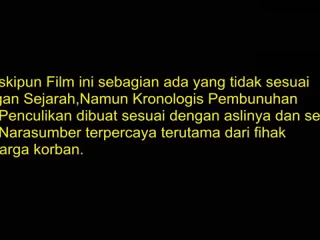 skipun Film ini sebagian ada yang tidak sesuai
gan Sejarah,Namun Kronologis Pembunuhan
Penculikan dibuat sesuai dengan aslinya dan se
Narasumber terpercaya terutama dari fihak
arga korban.